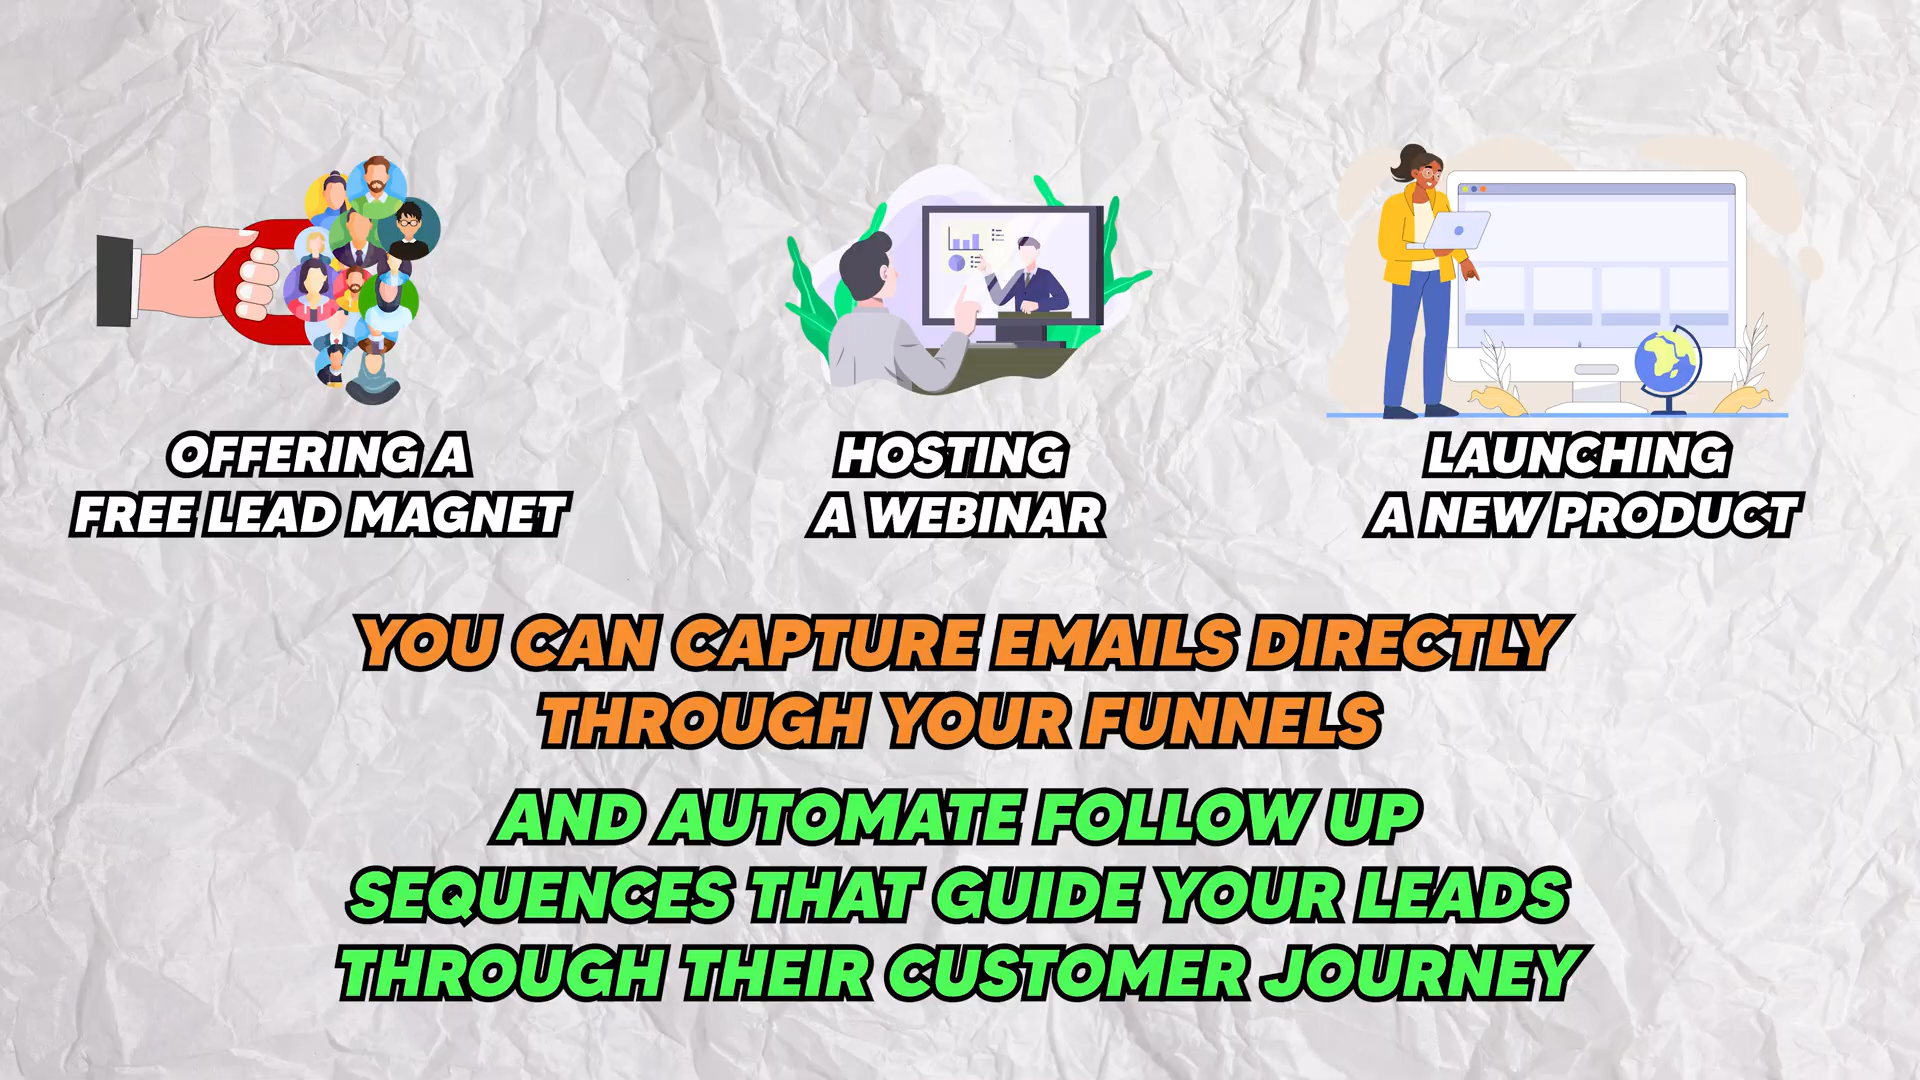 OFFERING A
FREE LEAD MAGNET
HOSTING
A WEBINAR
LAUNCHING
A NEW PRODUCT
YOU CAN CAPTURE EMAILS DIRECTLY
THROUGH YOUR FUNNELS
AND AUTOMATE FOLLOW UP
SEQUENCES THAT GUIDE YOUR LEADS
THROUGH THEIR CUSTOMER JOURNEY